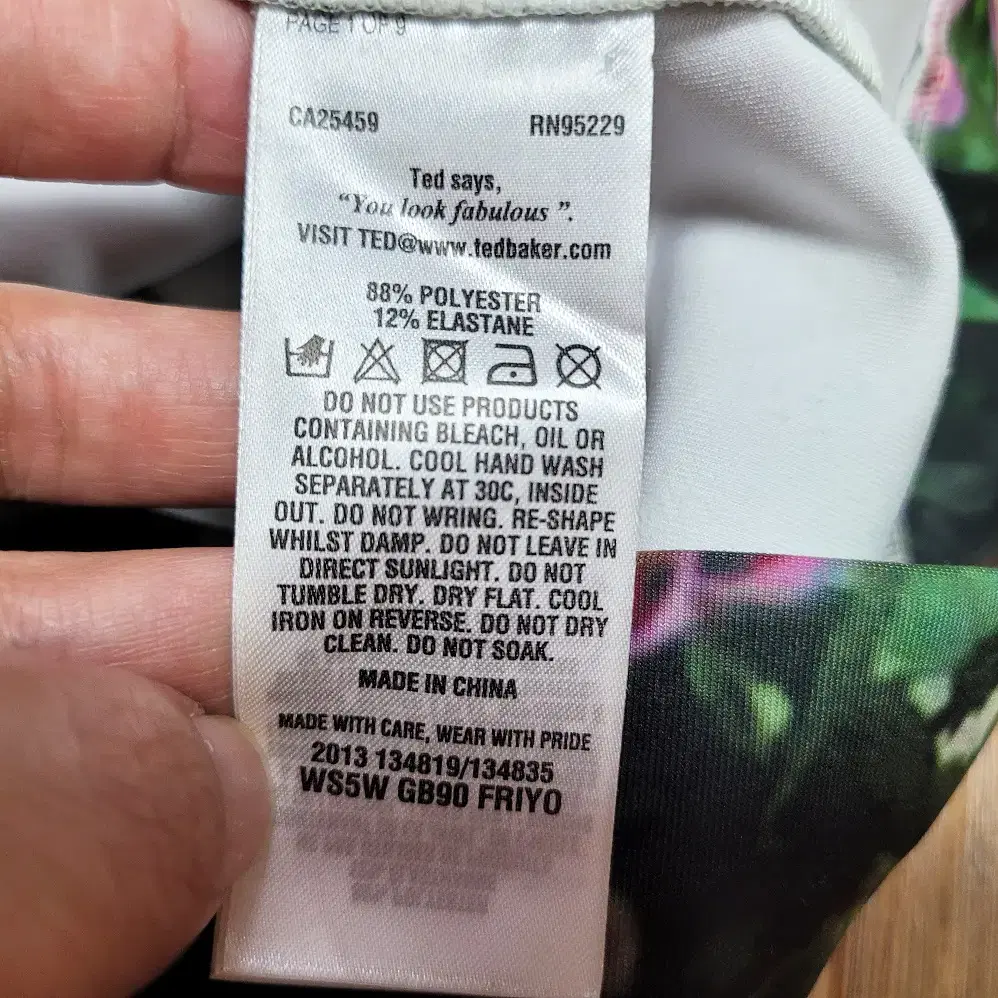 PAGE 1 OF 9
CA25459 RN95229
Ted says,
“You look fabulous ”.
VISIT TED@www.tedbaker.com
88% POLYESTER
12% ELASTANE
DO NOT USE PRODUCTS
CONTAINING BLEACH, OIL OR
ALCOHOL. COOL HAND WASH
SEPARATELY AT 30C, INSIDE
OUT. DO NOT WRING. RE-SHAPE
WHILST DAMP. DO NOT LEAVE IN
DIRECT SUNLIGHT. DO NOT
TUMBLE DRY. DRY FLAT. COOL
IRON ON REVERSE. DO NOT DRY
CLEAN. DO NOT SOAK.
MADE IN CHINA
MADE WITH CARE, WEAR WITH PRIDE
2013 134819/134835
WS5W GB90 FRIYO